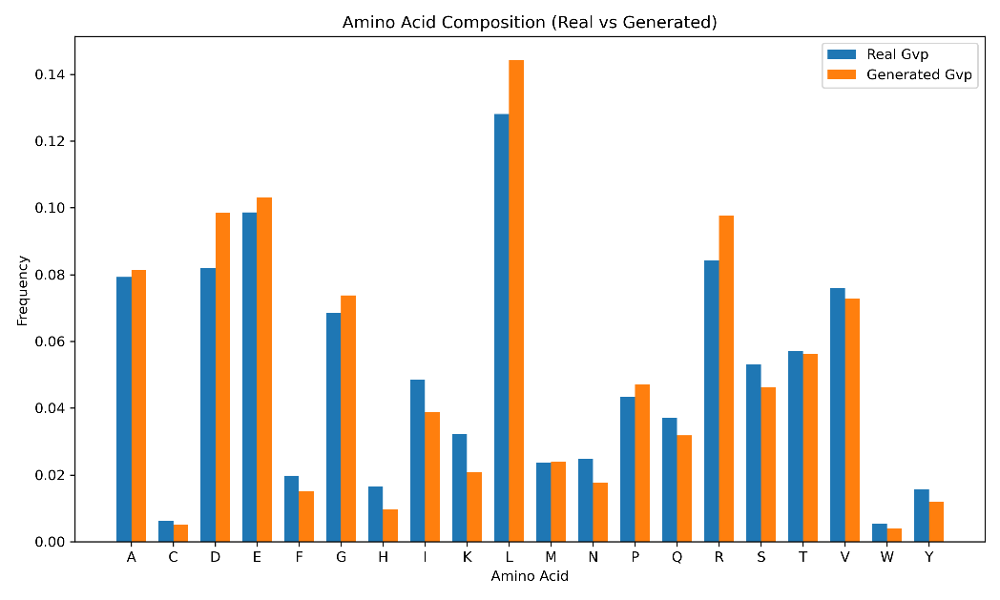 Amino Acid Composition (Real vs Generated)
Real Gvp
Generated Gvp
Frequency
0.14
0.12
0.10
0.08
0.06
0.04
0.02
0.00
A C D E F G H I K L M N P Q R S T V W Y
Amino Acid